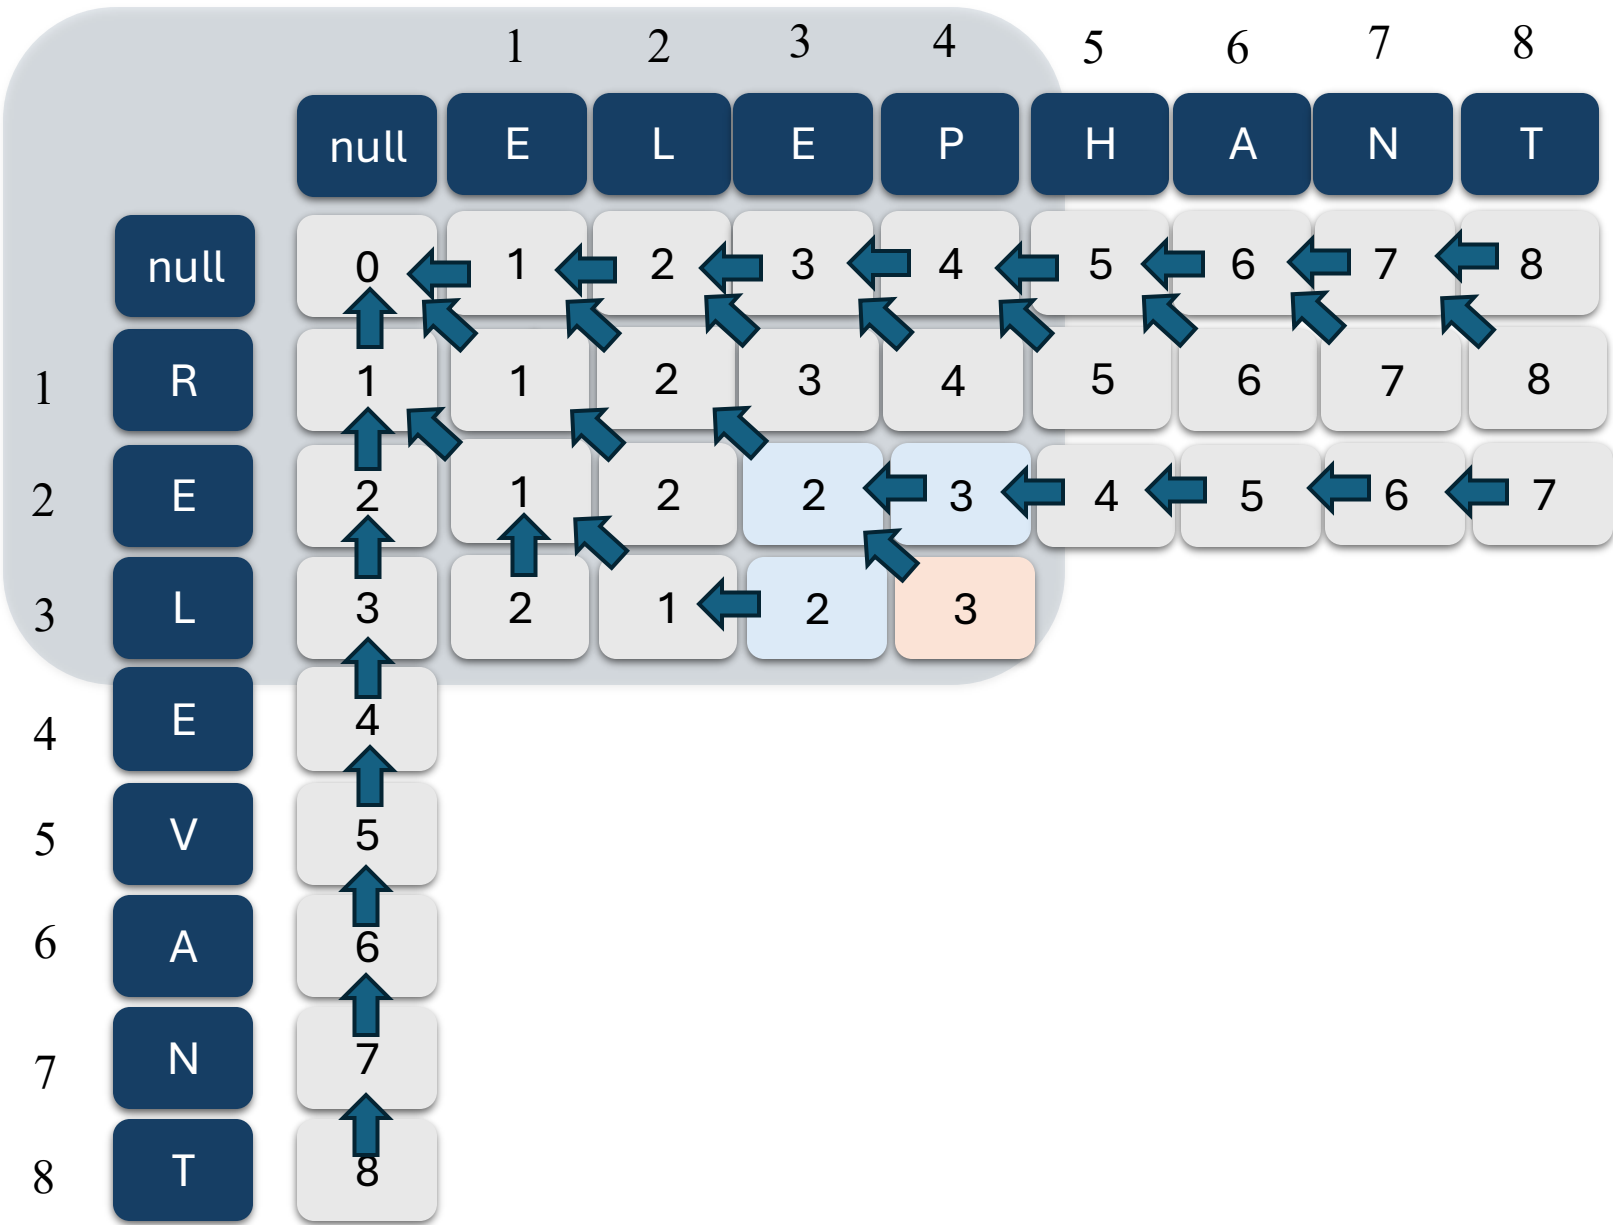 1 2 3 4 5 6 7 8
null E L E P H A N T
null 0 1 2 3 4 5 6 7 8
1 R 1 1 2 3 4 5 6 7 8
2 E 2 1 2 2 3 4 5 6 7
3 L 3 2 1 2 3
4 E 4
5 V 5
6 A 6
7 N 7
8 T 8